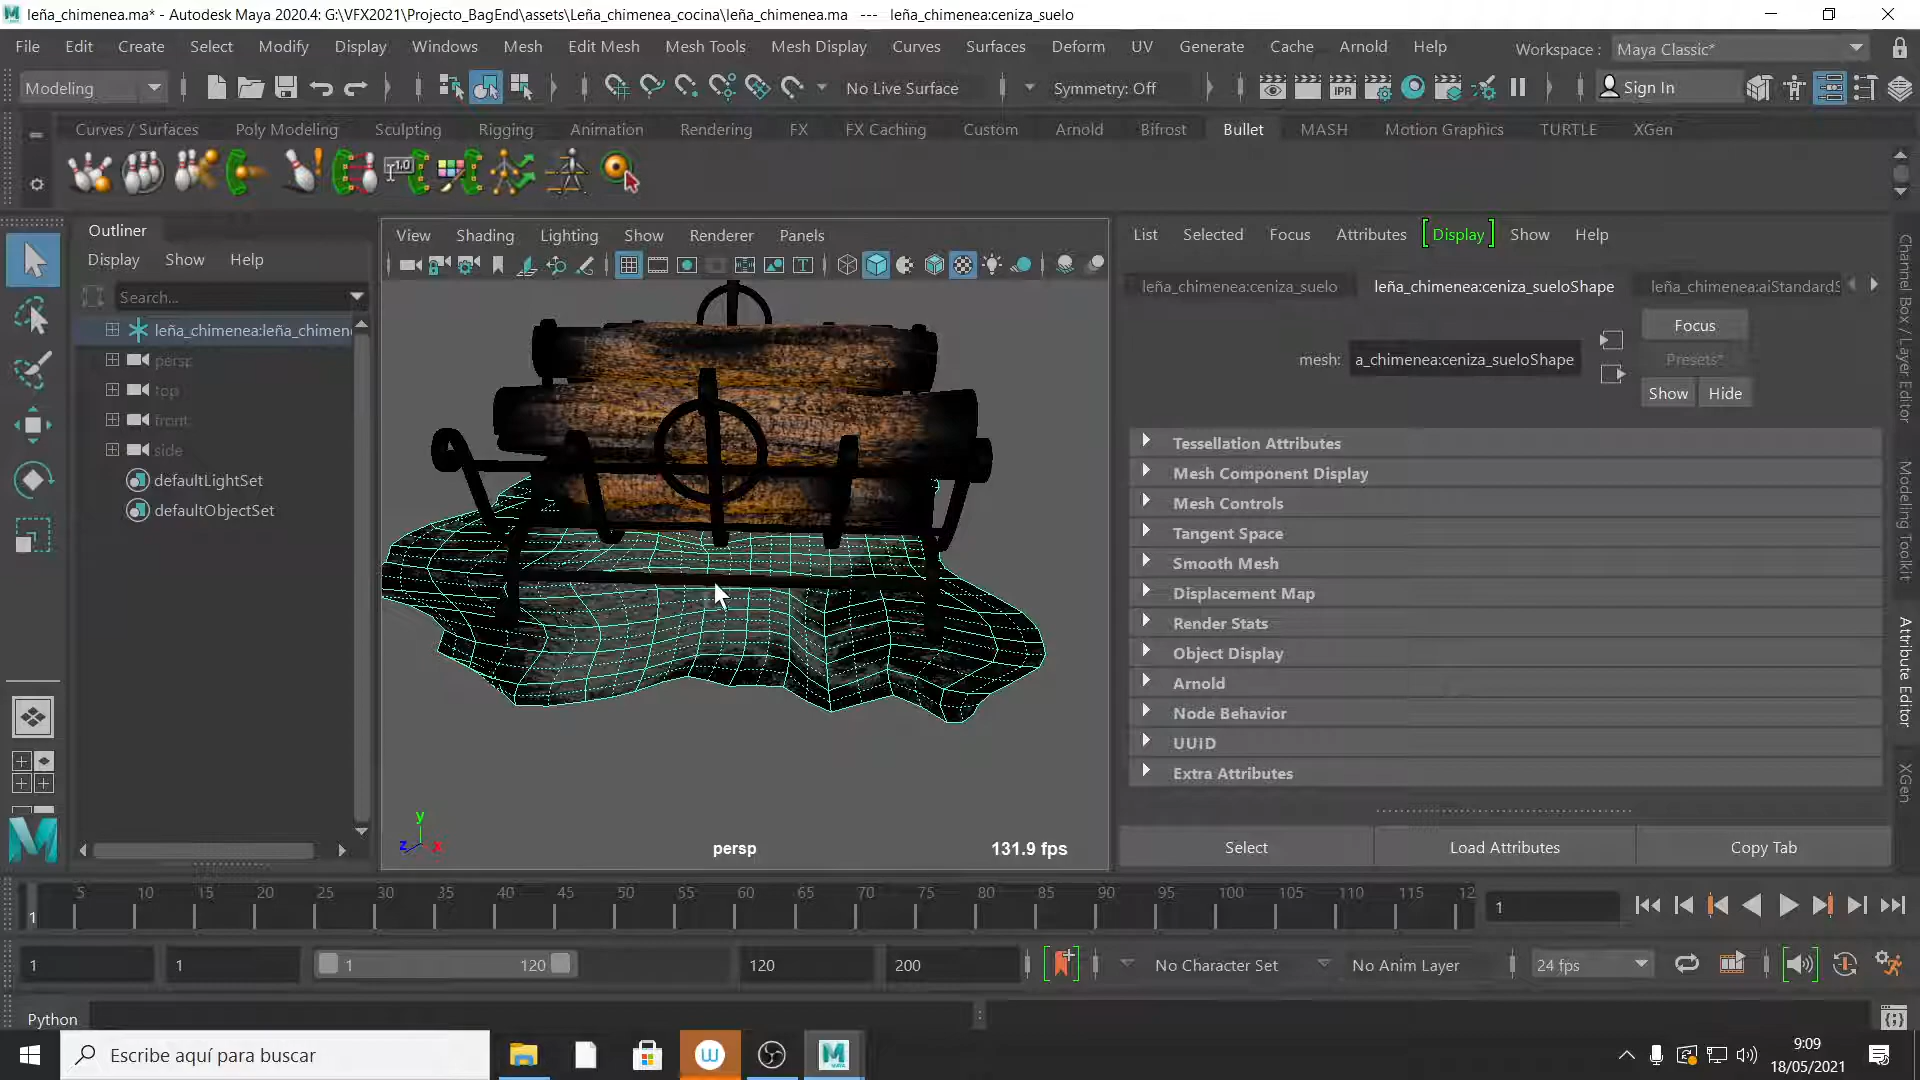 leña_chimenea.ma* - Autodesk Maya 2020.4: G:\VFX2021\Projecto_BagEnd\assets\Leña_chimenea_cocina\leña_chimenea.ma --- leña_chimenea:ceniza_suelo
File Edit Create Select Modify Display Windows Mesh Edit Mesh Mesh Tools Mesh Display Curves Surfaces Deform UV Generate Cache Arnold Help Workspace : Maya Classic*
Modeling No Live Surface Symmetry: Off Sign In
Curves / Surfaces Poly Modeling Sculpting Rigging Animation Rendering FX FX Caching Custom Arnold Bifrost Bullet MASH Motion Graphics TURTLE XGen
Outliner
Display Show Help
Search...
leña_chimenea:leña_chimen
persp
top
front
side
defaultLightSet
defaultObjectSet
View Shading Lighting Show Renderer Panels
persp
131.9 fps
y
z x
List Selected Focus Attributes Display Show Help
leña_chimenea:ceniza_suelo leña_chimenea:ceniza_sueloShape leña_chimenea:aiStandardS
Focus
mesh: a_chimenea:ceniza_sueloShape Presets*
Show Hide
Tessellation Attributes
Mesh Component Display
Mesh Controls
Tangent Space
Smooth Mesh
Displacement Map
Render Stats
Object Display
Arnold
Node Behavior
UUID
Extra Attributes
Select Load Attributes Copy Tab
Channel Box / Layer Editor
Modeling Toolkit
Attribute Editor
XGen
5 10 15 20 25 30 35 40 45 50 55 60 65 70 75 80 85 90 95 100 105 110 115 12
1 1
1 1 1 120 120 200 No Character Set No Anim Layer 24 fps
Python
Escribe aquí para buscar
9:09
18/05/2021